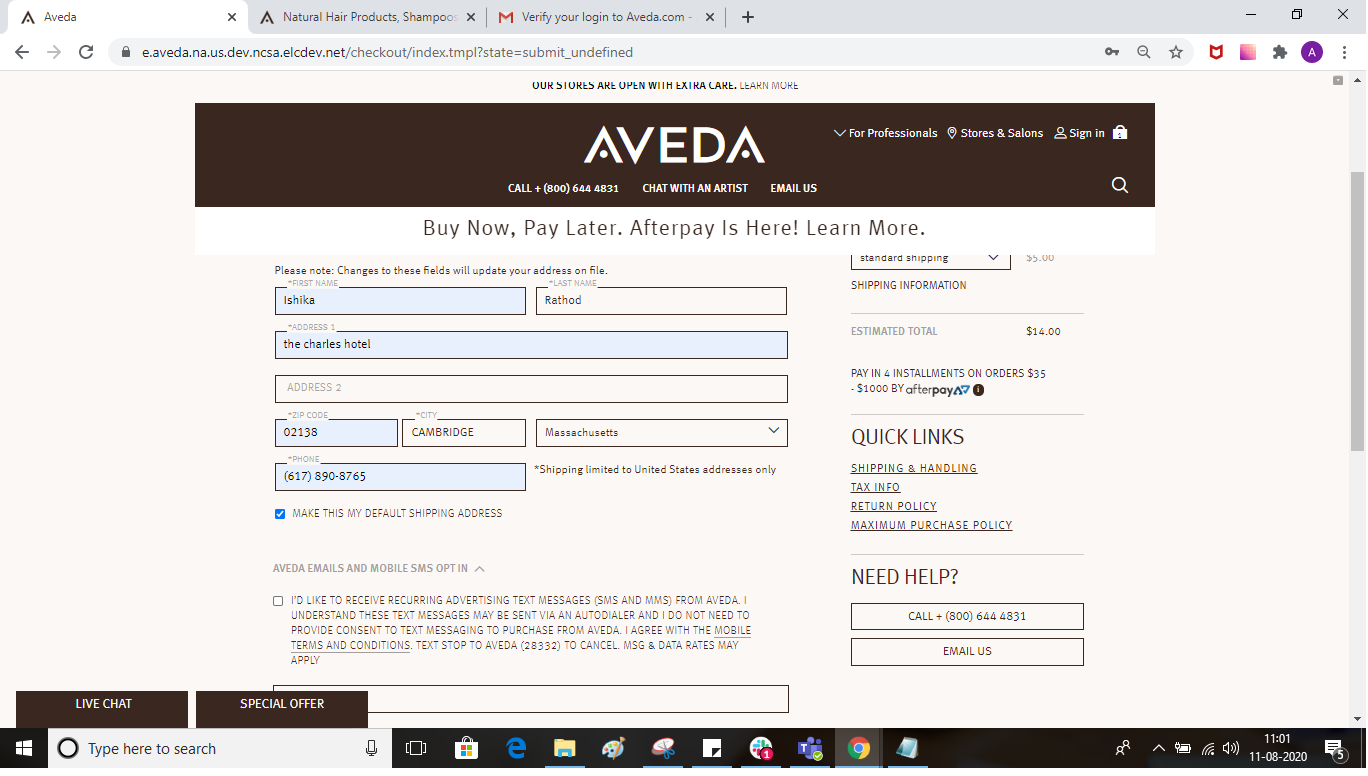 Aveda
Natural Hair Products, Shampoos
Verify your login to Aveda.com -
e.aveda.na.us.dev.ncsa.elcdev.net/checkout/index.tmpl?state=submit_undefined
A
OUR STORES ARE OPEN WITH EXTRA CARE. LEARN MORE
AVEDA
For Professionals
Stores & Salons
Sign in
CALL + (800) 644 4831
CHAT WITH AN ARTIST
EMAIL US
Buy Now, Pay Later. Afterpay Is Here! Learn More.
Please note: Changes to these fields will update your address on file.
*FIRST NAME
Ishika
*LAST NAME
Rathod
*ADDRESS 1
the charles hotel
ADDRESS 2
*ZIP CODE
02138
*CITY
CAMBRIDGE
Massachusetts
*PHONE
(617) 890-8765
*Shipping limited to United States addresses only
MAKE THIS MY DEFAULT SHIPPING ADDRESS
AVEDA EMAILS AND MOBILE SMS OPT IN
I'D LIKE TO RECEIVE RECURRING ADVERTISING TEXT MESSAGES (SMS AND MMS) FROM AVEDA. I
UNDERSTAND THESE TEXT MESSAGES MAY BE SENT VIA AN AUTODIALER AND I DO NOT NEED TO
PROVIDE CONSENT TO TEXT MESSAGING TO PURCHASE FROM AVEDA. I AGREE WITH THE MOBILE
TERMS AND CONDITIONS. TEXT STOP TO AVEDA (28332) TO CANCEL. MSG & DATA RATES MAY
APPLY
standard shipping
$5.00
SHIPPING INFORMATION
ESTIMATED TOTAL
$14.00
PAY IN 4 INSTALLMENTS ON ORDERS $35
- $1000 BY afterpay i
QUICK LINKS
SHIPPING & HANDLING
TAX INFO
RETURN POLICY
MAXIMUM PURCHASE POLICY
NEED HELP?
CALL + (800) 644 4831
EMAIL US
LIVE CHAT
SPECIAL OFFER
Type here to search
1
11:01
11-08-2020
5